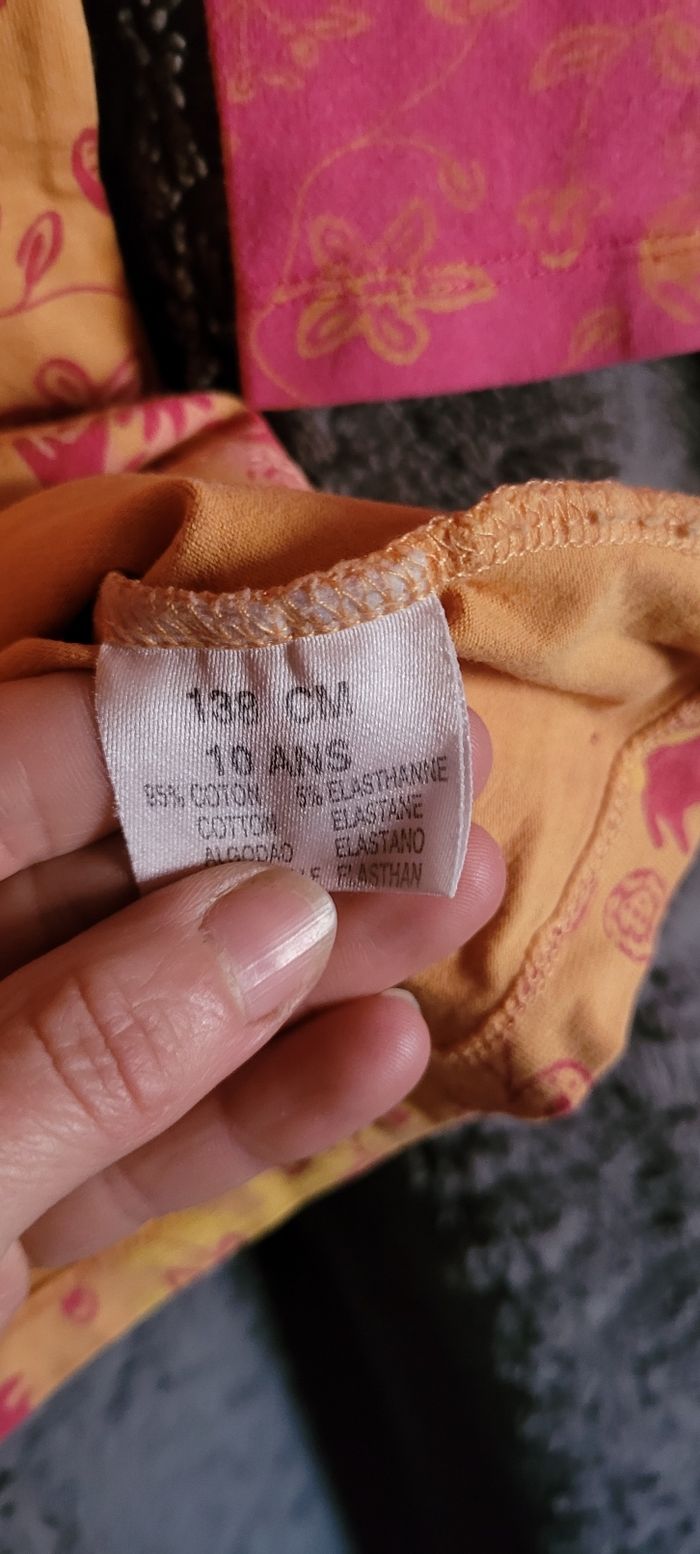 138 CM
10 ANS
95% COTON 5% ELASTHANNE
COTTON ELASTANE
ALGODAO ELASTANO
ELASTHAN